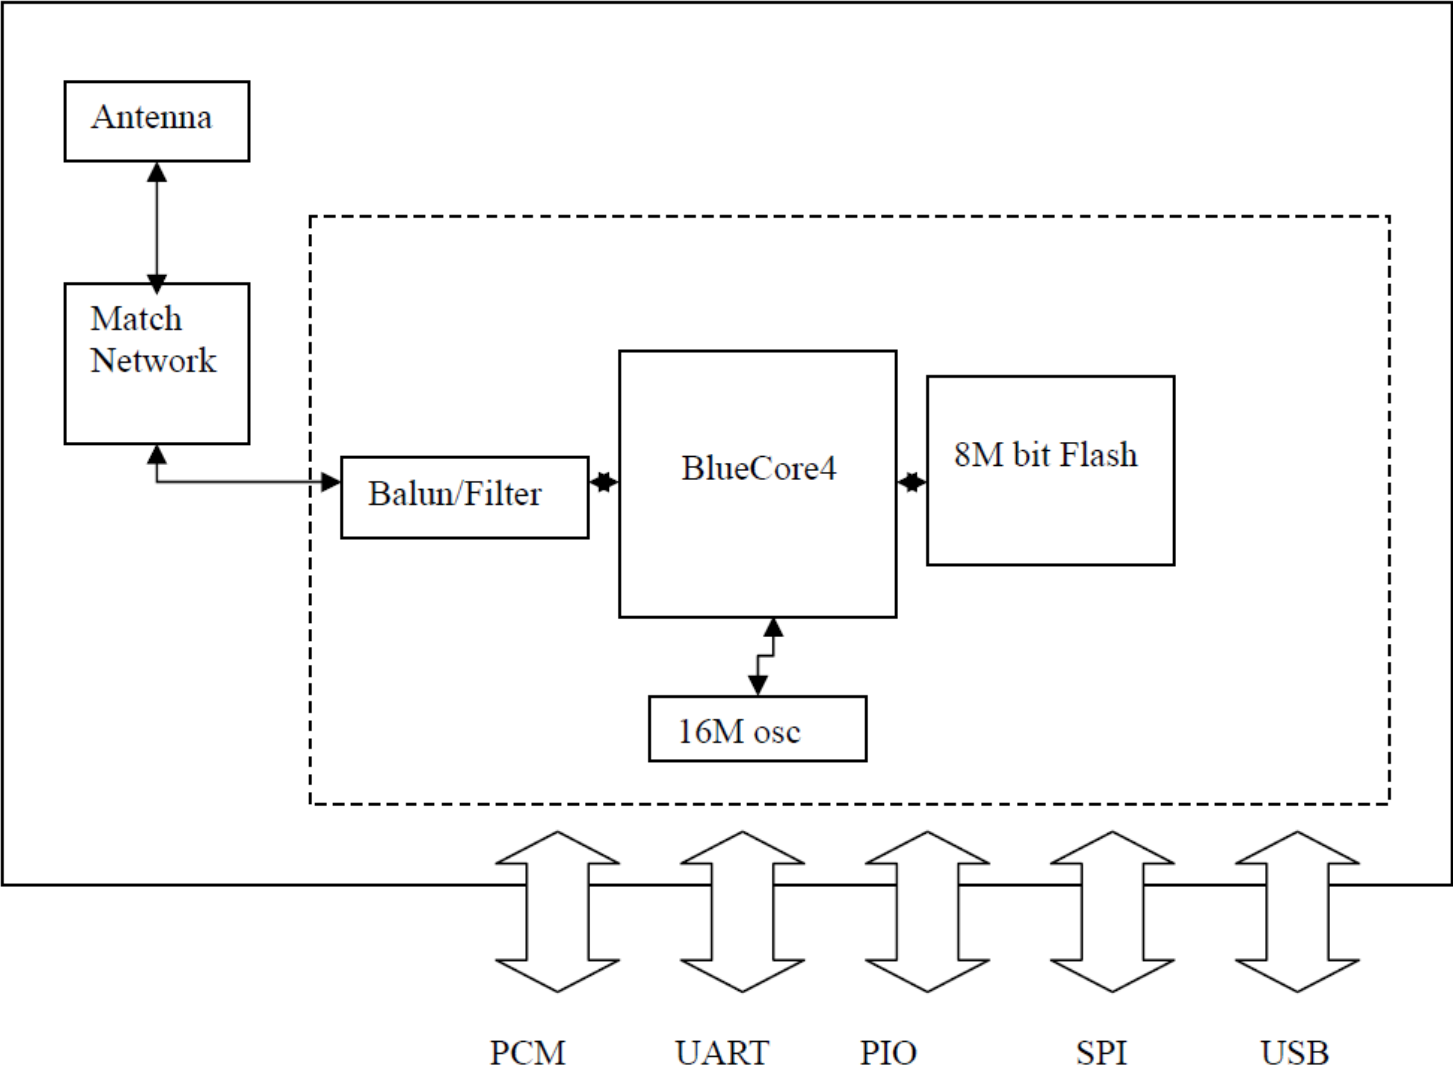 Antenna
Match
Network
Balun/Filter
BlueCore4
8M bit Flash
16M osc
PCM
UART
PIO
SPI
USB